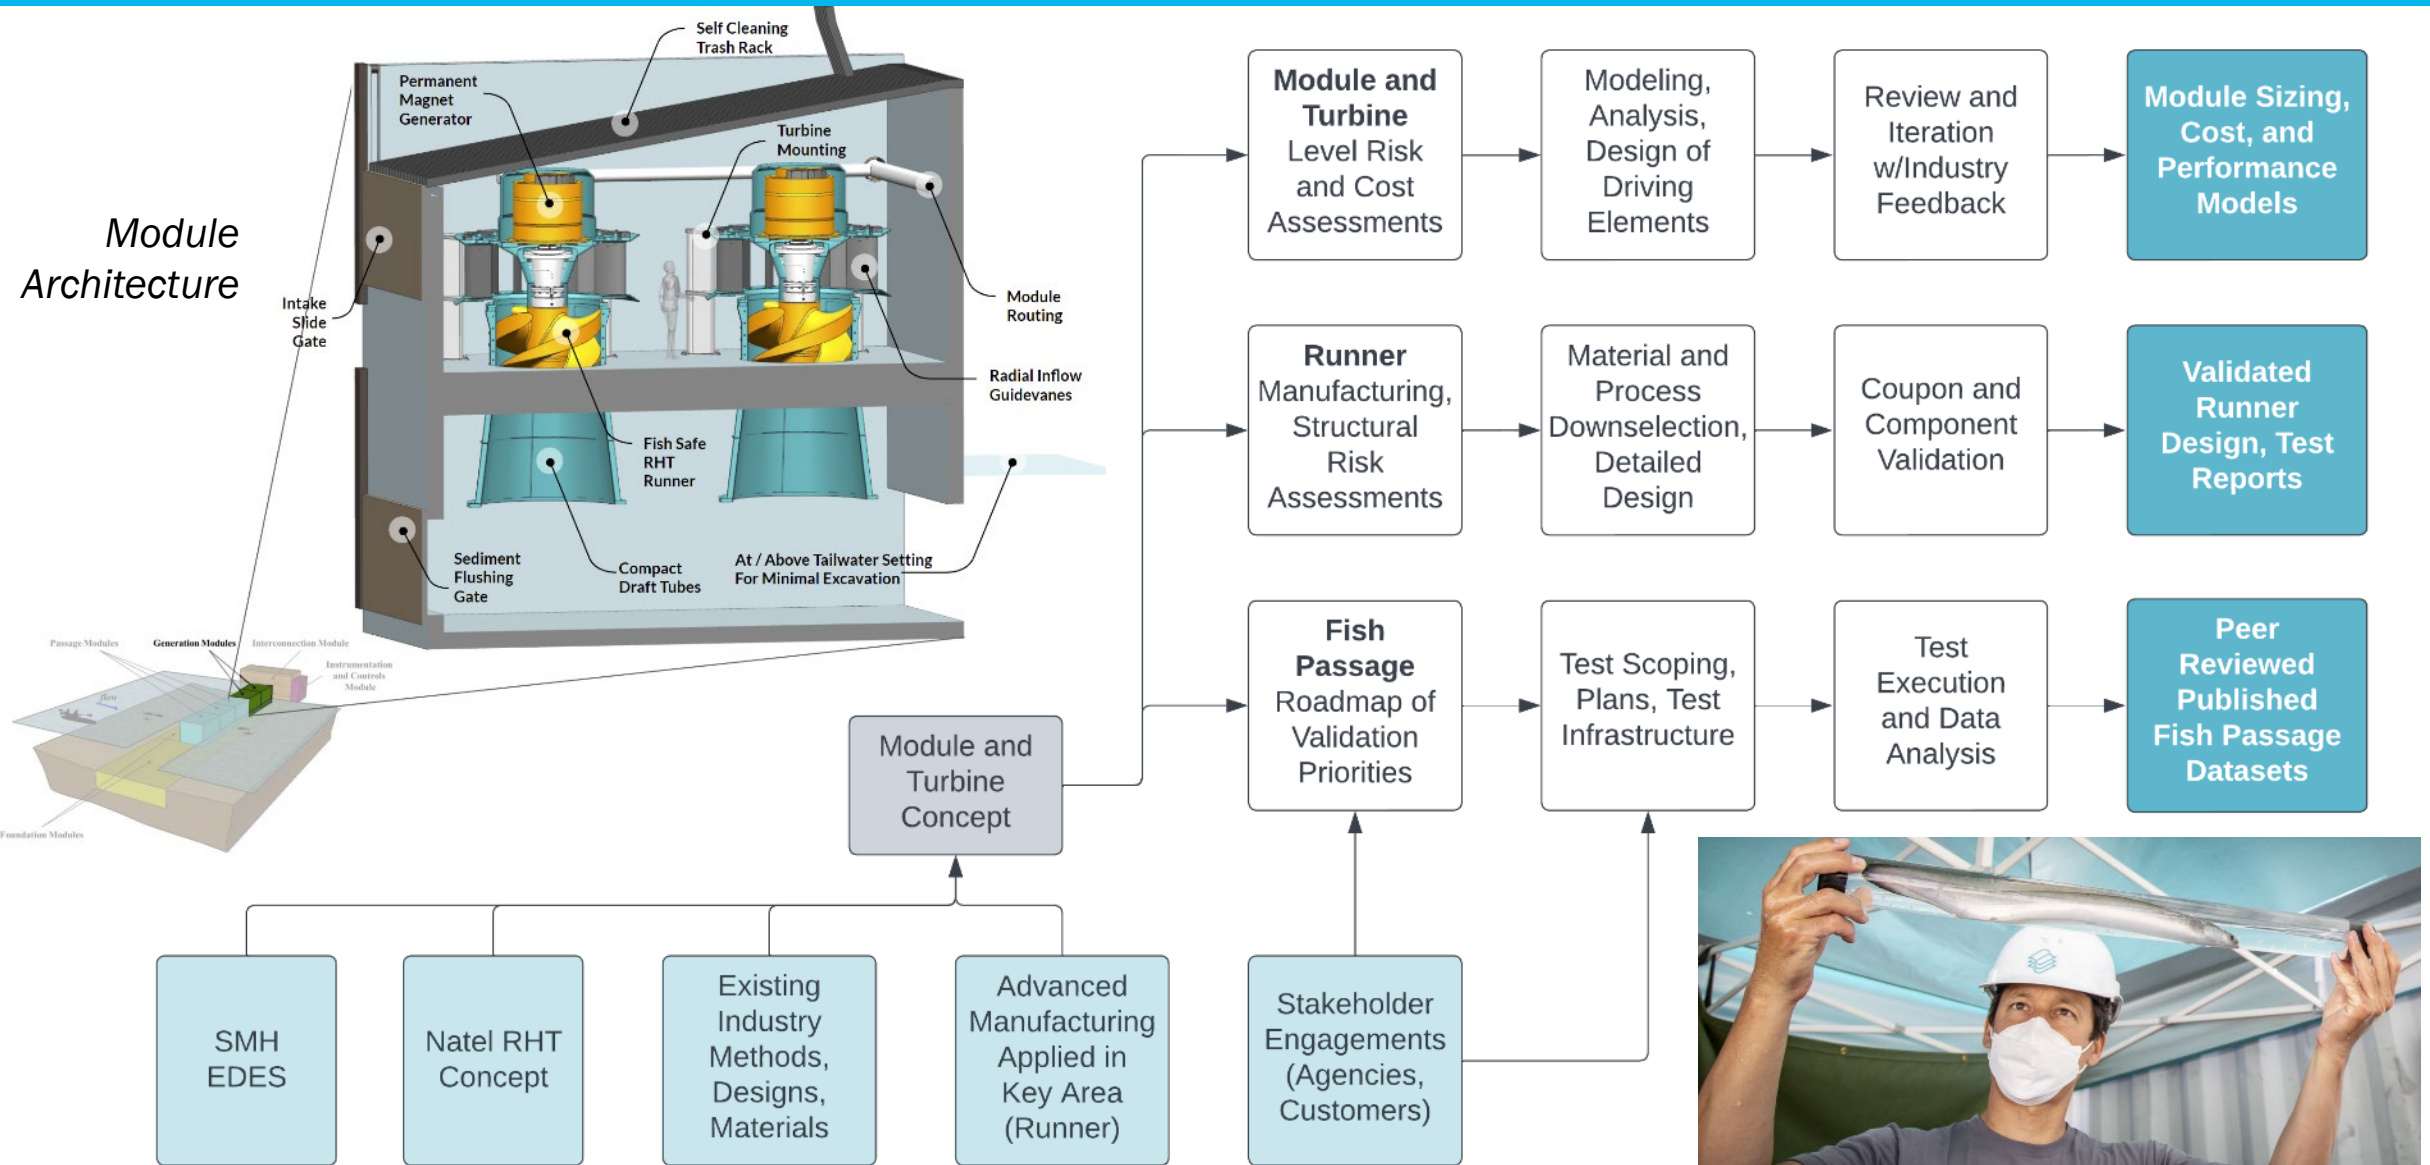 Module
Architecture
Self Cleaning
Trash Rack
Permanent
Magnet
Generator
Turbine
Mounting
Intake
Slide
Gate
Module
Routing
Radial Inflow
Guidevanes
Fish Safe
RHT
Runner
Sediment
Flushing
Gate
Compact
Draft Tubes
At / Above Tailwater Setting
For Minimal Excavation
Passage Modules
Generation Modules
Interconnection Module
Instrumentation
and Controls
Module
flow
Foundation Modules
Module and
Turbine
Level Risk
and Cost
Assessments
Modeling,
Analysis,
Design of
Driving
Elements
Review and
Iteration
w/Industry
Feedback
Module Sizing,
Cost, and
Performance
Models
Runner
Manufacturing,
Structural
Risk
Assessments
Material and
Process
Downselection,
Detailed
Design
Coupon and
Component
Validation
Validated
Runner
Design, Test
Reports
Fish
Passage
Roadmap of
Validation
Priorities
Test Scoping,
Plans, Test
Infrastructure
Test
Execution
and Data
Analysis
Peer
Reviewed
Published
Fish Passage
Datasets
Module and
Turbine
Concept
SMH
EDES
Natel RHT
Concept
Existing
Industry
Methods,
Designs,
Materials
Advanced
Manufacturing
Applied in
Key Area
(Runner)
Stakeholder
Engagements
(Agencies,
Customers)